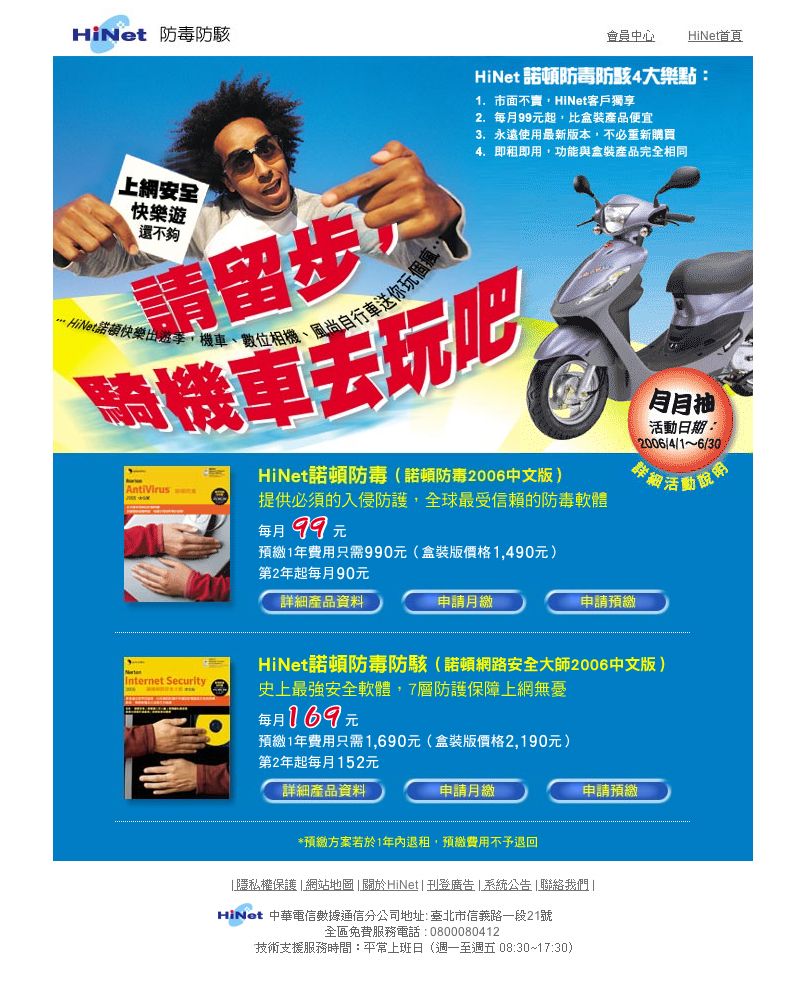 HiNet 防毒防駭
會員中心 HiNet首頁
HiNet 諾頓防毒防駭4大樂點：
1. 市面不賣，HiNet客戶獨享
2. 每月99元起，比盒裝產品便宜
3. 永遠使用最新版本，不必重新購買
4. 即租即用，功能與盒裝產品完全相同
上網安全
快樂遊
還不夠
請留步，
... HiNet諾頓快樂出遊季，機車、數位相機、風尚自行車送你玩個瘋...
騎機車去玩吧
月月抽
活動日期：
2006/4/1～6/30
詳細活動說明
Norton
AntiVirus
HiNet諾頓防毒（諾頓防毒2006中文版）
提供必須的入侵防護，全球最受信賴的防毒軟體
每月 99 元
預繳1年費用只需990元（盒裝版價格1,490元）
第2年起每月90元
詳細產品資料 申請月繳 申請預繳
Norton
Internet Security
HiNet諾頓防毒防駭（諾頓網路安全大師2006中文版）
史上最強安全軟體，7層防護保障上網無憂
每月169元
預繳1年費用只需1,690元（盒裝版價格2,190元）
第2年起每月152元
詳細產品資料 申請月繳 申請預繳
*預繳方案若於1年內退租，預繳費用不予退回
|隱私權保護 | 網站地圖 | 關於HiNet | 刊登廣告 | 系統公告 | 聯絡我們 |
HiNet 中華電信數據通信分公司地址: 臺北市信義路一段21號
全區免費服務電話 : 0800080412
技術支援服務時間：平常上班日（週一至週五 08:30~17:30）